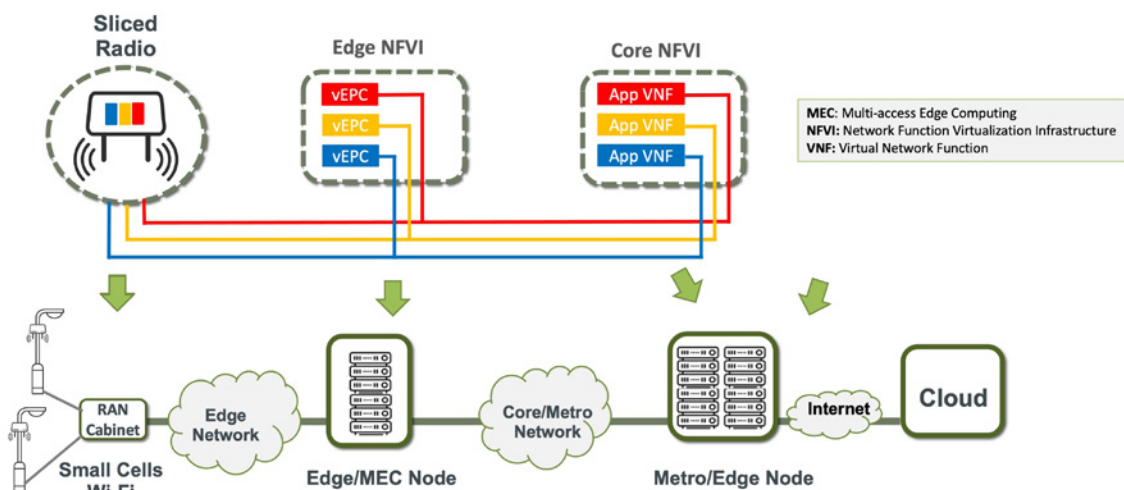 Sliced
Radio
Edge NFVI
Core NFVI
vEPC
vEPC
vEPC
App VNF
App VNF
App VNF
MEC: Multi-access Edge Computing
NFVI: Network Function Virtualization Infrastructure
VNF: Virtual Network Function
RAN
Cabinet
Edge
Network
Core/Metro
Network
Internet
Cloud
Small Cells
Wi-Fi
Edge/MEC Node
Metro/Edge Node